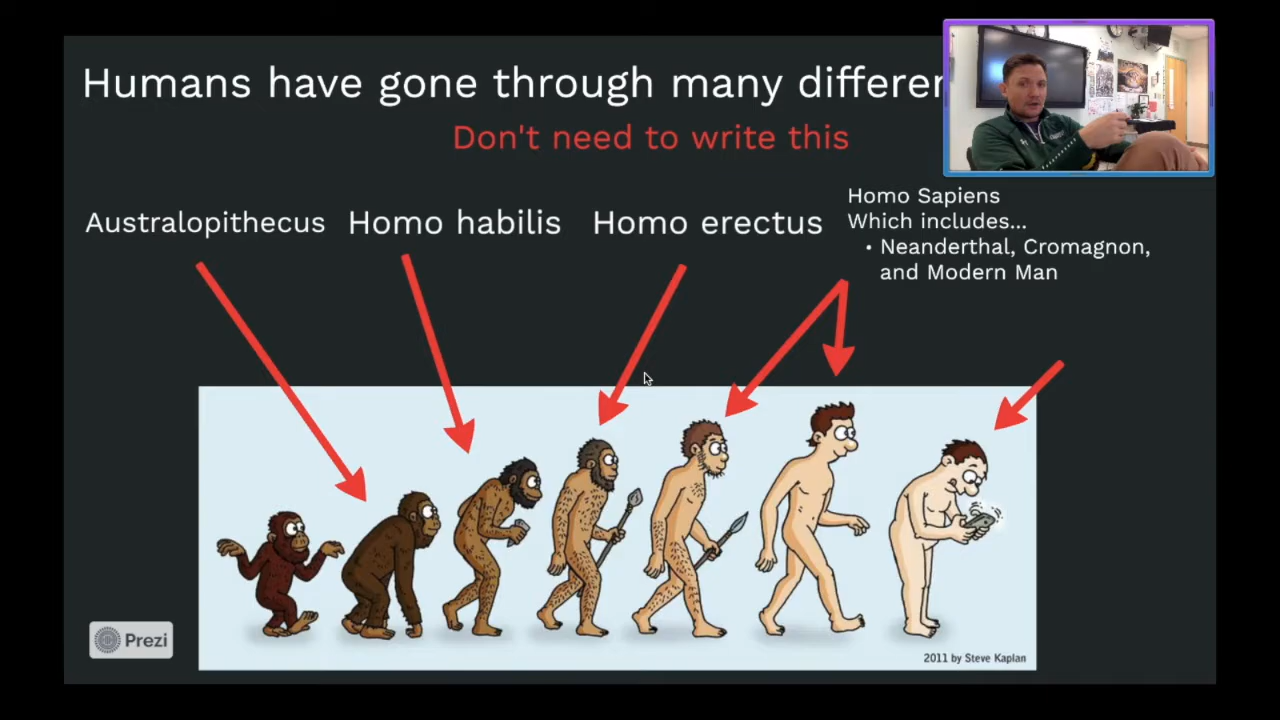 Humans have gone through many differen
Don't need to write this
Australopithecus
Homo habilis
Homo erectus
Homo Sapiens
Which includes...
• Neanderthal, Cromagnon,
and Modern Man
Prezi
2011 by Steve Kaplan